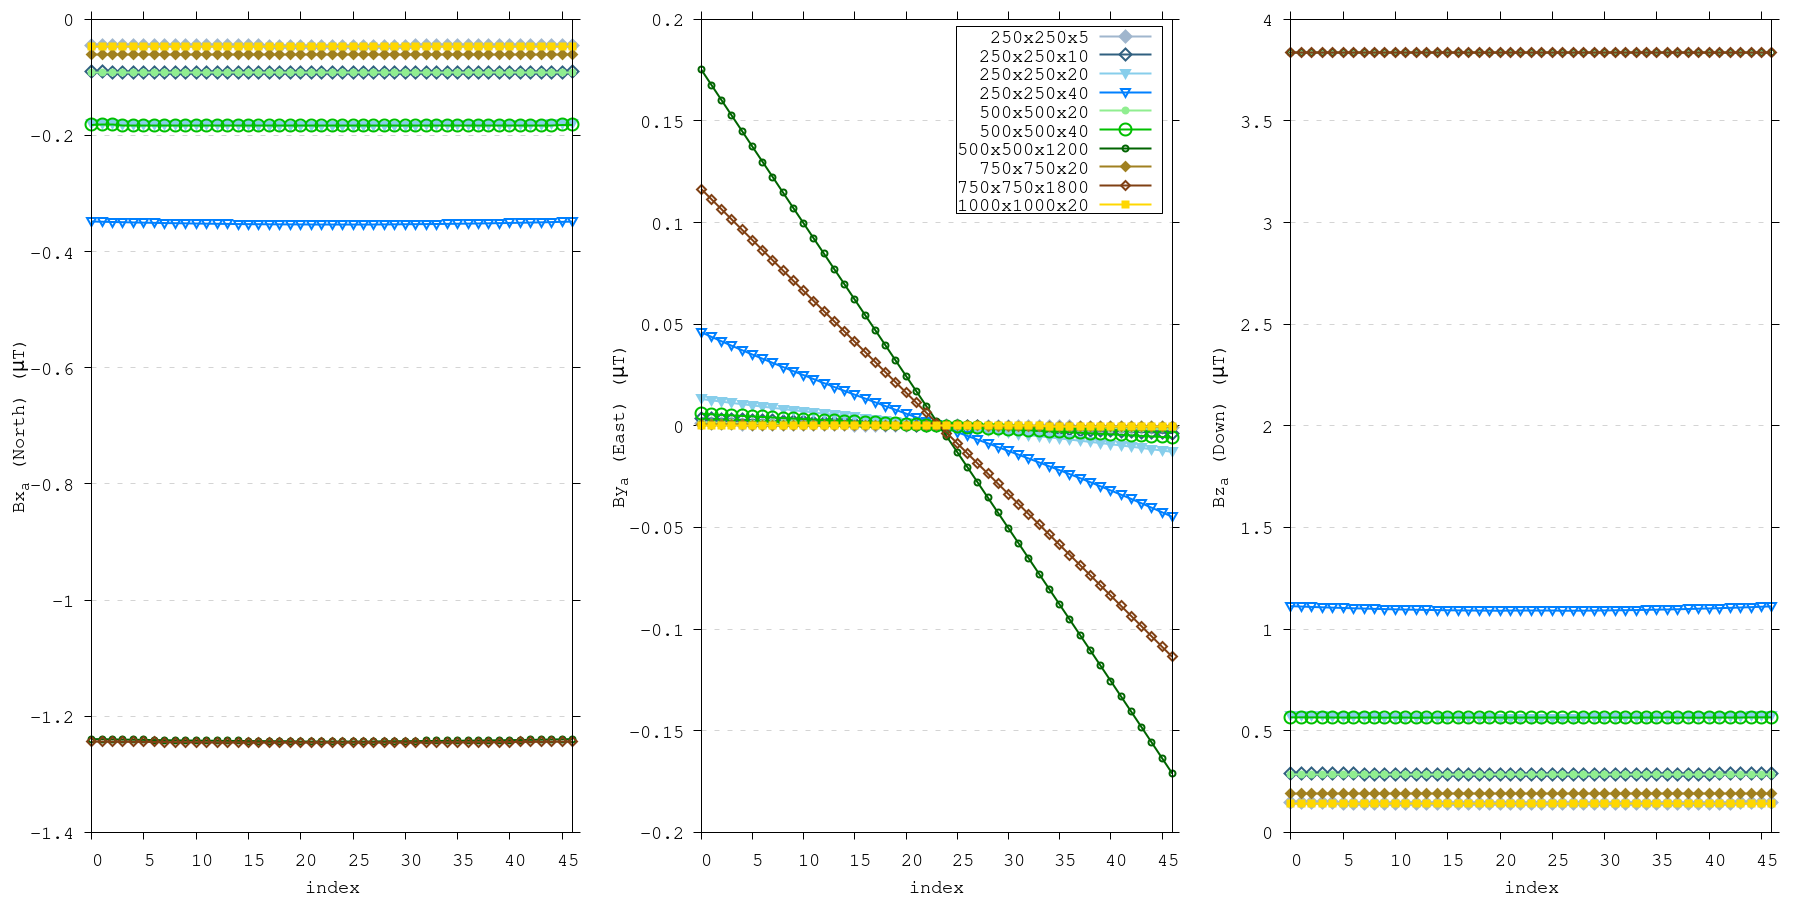 0
-0.2
-0.4
-0.6
-0.8
-1
-1.2
-1.4
0 5 10 15 20 25 30 35 40 45
index
Bxa (North) (μT)
0.2
0.15
0.1
0.05
0
-0.05
-0.1
-0.15
-0.2
0 5 10 15 20 25 30 35 40 45
index
Bya (East) (μT)
250x250x5
250x250x10
250x250x20
250x250x40
500x500x20
500x500x40
500x500x1200
750x750x20
750x750x1800
1000x1000x20
4
3.5
3
2.5
2
1.5
1
0.5
0
0 5 10 15 20 25 30 35 40 45
index
Bza (Down) (μT)